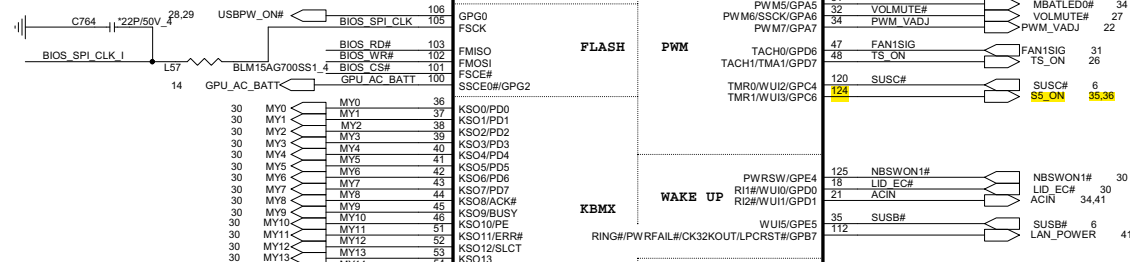 28,29 USBPW_ON# 106 GPG0
C764 *22P/50V_4 BIOS_SPI_CLK 105 FSCK
BIOS_SPI_CLK_I
L57 BLM15AG700SS1_4
BIOS_RD# 103 FMISO
BIOS_WR# 102 FMOSI
BIOS_CS# 101 FSCE#
14 GPU_AC_BATT GPU_AC_BATT 100 SSCE0#/GPG2
30 MY0 MY0 36 KSO0/PD0
30 MY1 MY1 37 KSO1/PD1
30 MY2 MY2 38 KSO2/PD2
30 MY3 MY3 39 KSO3/PD3
30 MY4 MY4 40 KSO4/PD4
30 MY5 MY5 41 KSO5/PD5
30 MY6 MY6 42 KSO6/PD6
30 MY7 MY7 43 KSO7/PD7
30 MY8 MY8 44 KSO8/ACK#
30 MY9 MY9 45 KSO9/BUSY
30 MY10 MY10 46 KSO10/PE
30 MY11 MY11 51 KSO11/ERR#
30 MY12 MY12 52 KSO12/SLCT
30 MY13 MY13 53 KSO13
FLASH PWM
KBMX WAKE UP
PWM5/GPA5 MBATLED0# 34
PWM6/SSCK/GPA6 32 VOLMUTE# VOLMUTE# 27
PWM7/GPA7 34 PWM_VADJ PWM_VADJ 22
TACH0/GPD6 47 FAN1SIG FAN1SIG 31
TACH1/TMA1/GPD7 48 TS_ON TS_ON 26
TMR0/WUI2/GPC4 120 SUSC# SUSC# 6
TMR1/WUI3/GPC6 124 S5_ON 35,36
PWRSW/GPE4 125 NBSWON1# NBSWON1# 30
RI1#/WUI0/GPD0 18 LID_EC# LID_EC# 30
RI2#/WUI1/GPD1 21 ACIN ACIN 34,41
WUI5/GPE5 35 SUSB# SUSB# 6
RING#/PWRFAIL#/CK32KOUT/LPCRST#/GPB7 112 LAN_POWER 41